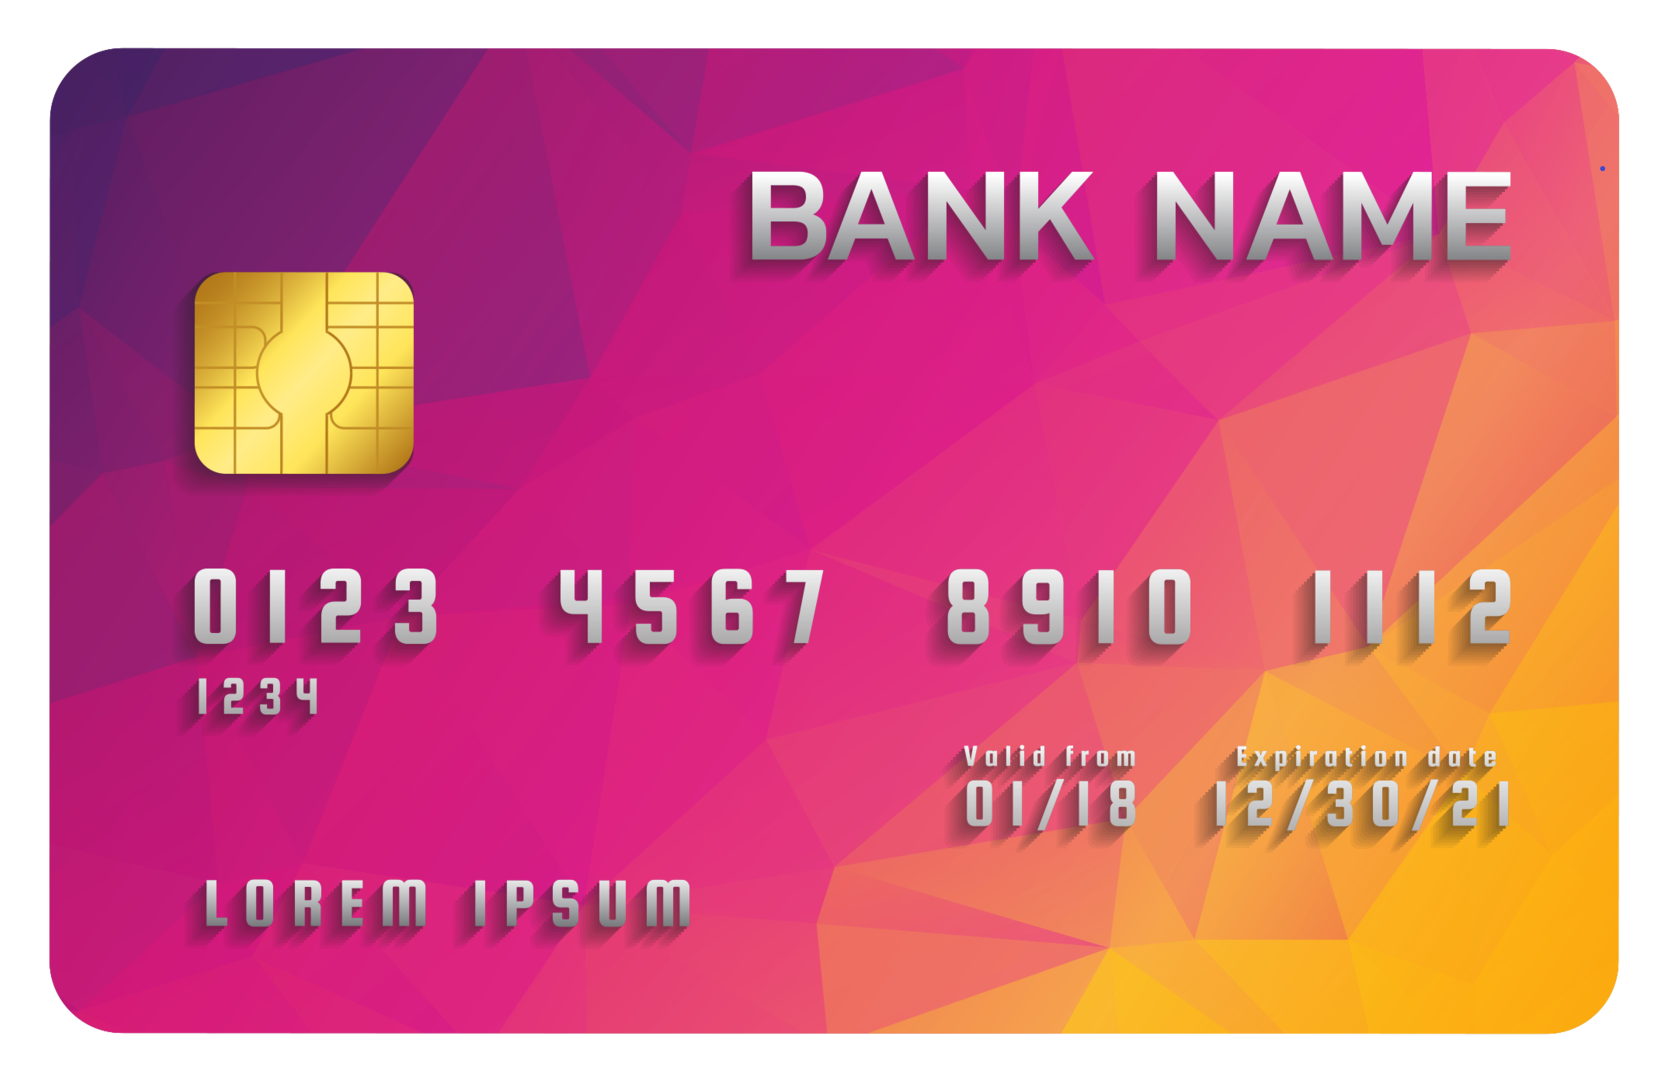 BANK NAME
0123 4567 8910 1112
1234
Valid from Expiration date
01/18 12/30/21
LOREM IPSUM